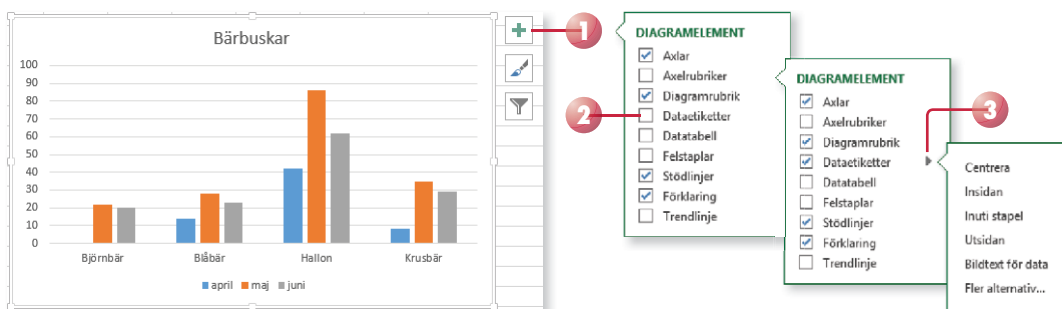 Bärbuskar
100
90
80
70
60
50
40
30
20
10
0
Björnbär Blåbär Hallon Krusbär
april maj juni
1
DIAGRAMELEMENT
Axlar
Axelrubriker
Diagramrubrik
2
Dataetiketter
Datatabell
Felstaplar
Stödlinjer
Förklaring
Trendlinje
DIAGRAMELEMENT
Axlar
Axelrubriker
Diagramrubrik
Dataetiketter
Datatabell
Felstaplar
Stödlinjer
Förklaring
Trendlinje
3
Centrera
Insidan
Inuti stapel
Utsidan
Bildtext för data
Fler alternativ...